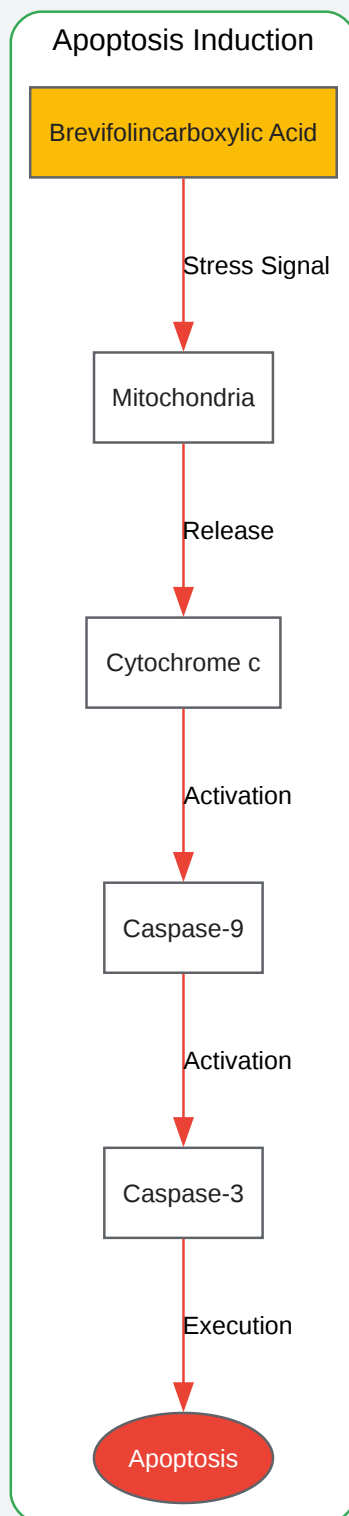 Apoptosis Induction
Brevifolincarboxylic Acid
Stress Signal
Mitochondria
Release
Cytochrome c
Activation
Caspase-9
Activation
Caspase-3
Execution
Apoptosis